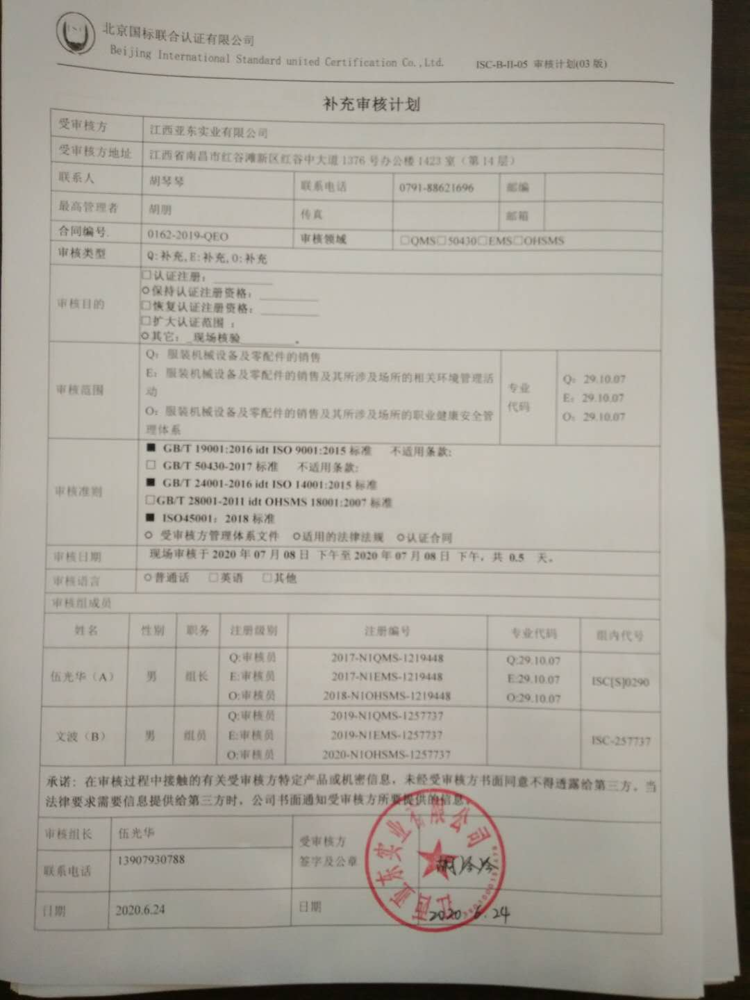 北京国标联合认证有限公司
Beijing International Standard united Certification Co.,Ltd.
ISC-B-II-05 审核计划(03 版)
补充审核计划
受审核方 江西亚东实业有限公司
受审核方地址 江西省南昌市红谷滩新区红谷中大道 1376 号办公楼 1423 室（第 14 层）
联系人 胡琴琴 联系电话 0791-88621696 邮编
最高管理者 胡朋 传真 邮箱
合同编号. 0162-2019-QEO 审核领域 □QMS□50430□EMS□OHSMS
审核类型 Q:补充,E:补充,O:补充
审核目的
□认证注册：
○保持认证注册资格：
□恢复认证注册资格：
□扩大认证范围 ：
○其它： _现场核验 。
审核范围
Q：服装机械设备及零配件的销售
E：服装机械设备及零配件的销售及其所涉及场所的相关环境管理活
动
O：服装机械设备及零配件的销售及其所涉及场所的职业健康安全管
理体系
专业
代码
Q：29.10.07
E：29.10.07
O：29.10.07
审核准则
■ GB/T 19001:2016 idt ISO 9001:2015 标准 不适用条款:
□ GB/T 50430-2017 标准 不适用条款:
■ GB/T 24001-2016 idt ISO 14001:2015 标准
□GB/T 28001-2011 idt OHSMS 18001:2007 标准
■ ISO45001：2018 标准
○ 受审核方管理体系文件 ○适用的法律法规 ○认证合同
审核日期 现场审核于 2020 年 07 月 08 日 下午至 2020 年 07 月 08 日 下午，共 0.5 天。
审核语言 ○普通话 □英语 □其他
审核组成员
姓名 性别 职务 注册级别 注册编号 专业代码 组内代号
伍光华（A） 男 组长
Q:审核员 2017-N1QMS-1219448 Q:29.10.07
E:审核员 2017-N1EMS-1219448 E:29.10.07
O:审核员 2018-N1OHSMS-1219448 O:29.10.07
ISC[S]0290
文波（B） 男 组员
Q:审核员 2019-N1QMS-1257737
E:审核员 2019-N1EMS-1257737
O:审核员 2020-N1OHSMS-1257737
ISC-257737
承诺：在审核过程中接触的有关受审核方特定产品或机密信息，未经受审核方书面同意不得透露给第三方。当
法律要求需要信息提供给第三方时，公司书面通知受审核方所要提供的信息。
审核组长 伍光华
受审核方
签字及公章
联系电话 13907930788
日期 2020.6.24 日期 2020.6.24
江西亚东实业有限公司